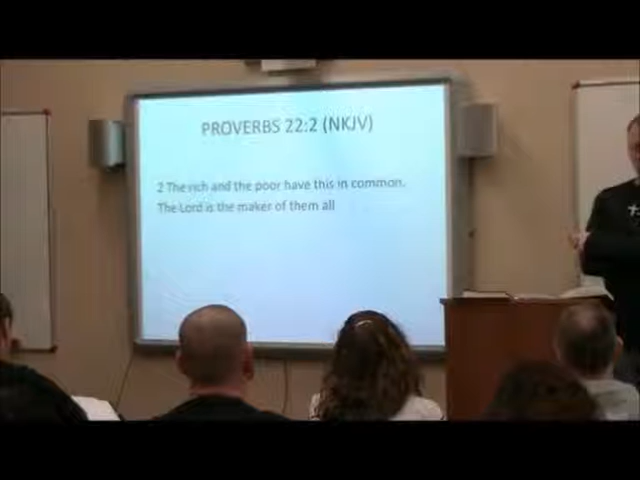 PROVERBS 22:2 (NKJV)
2 The rich and the poor have this in common.
The Lord is the maker of them all